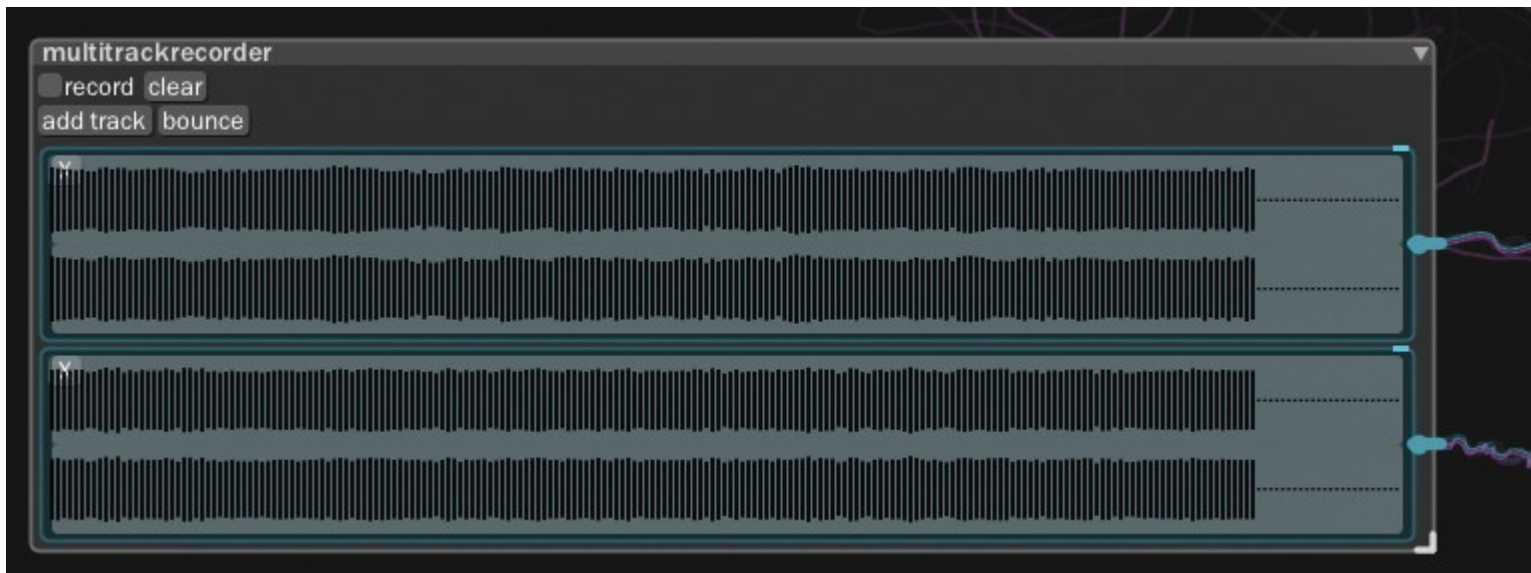 multitrackrecorder
record clear
add track bounce
X
X